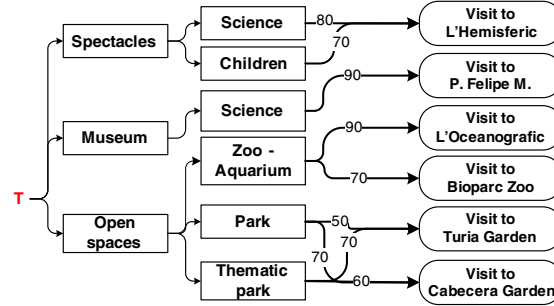 T
Spectacles
Museum
Open
spaces
Science
Children
Science
Zoo -
Aquarium
Park
Thematic
park
80
70
90
90
70
50
70
70
60
Visit to
L'Hemisferic
Visit to
P. Felipe M.
Visit to
L'Oceanografic
Visit to
Bioparc Zoo
Visit to
Turia Garden
Visit to
Cabecera Garden